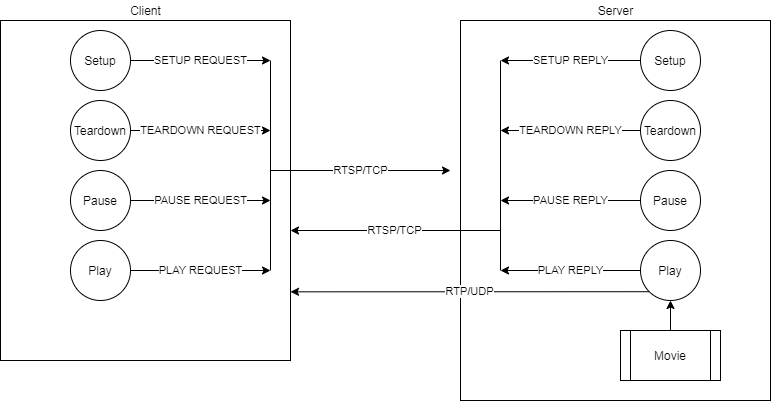 Client
Server
Setup
SETUP REQUEST
SETUP REPLY
Setup
Teardown
TEARDOWN REQUEST
TEARDOWN REPLY
Teardown
RTSP/TCP
Pause
PAUSE REQUEST
PAUSE REPLY
Pause
RTSP/TCP
Play
PLAY REQUEST
PLAY REPLY
Play
RTP/UDP
Movie